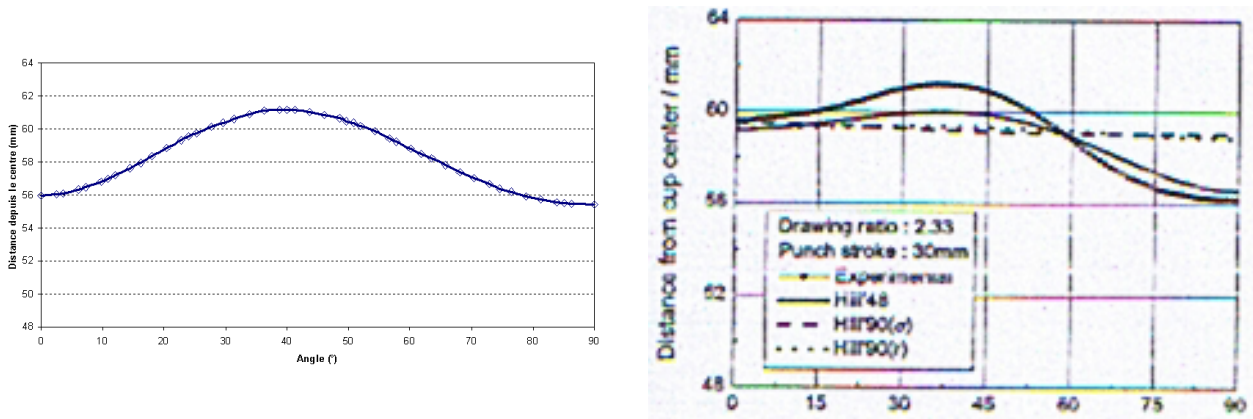 64
62
60
58
56
54
52
50
48
Distance depuis le centre (mm)
0 10 20 30 40 50 60 70 80 90
Angle (°)
64
60
56
52
48
Distance from cup center / mm
Drawing ratio : 2.33
Punch stroke : 30mm
Experimental
Hill'48
Hill'90(σ)
Hill'90(r)
0 15 30 45 60 75 90